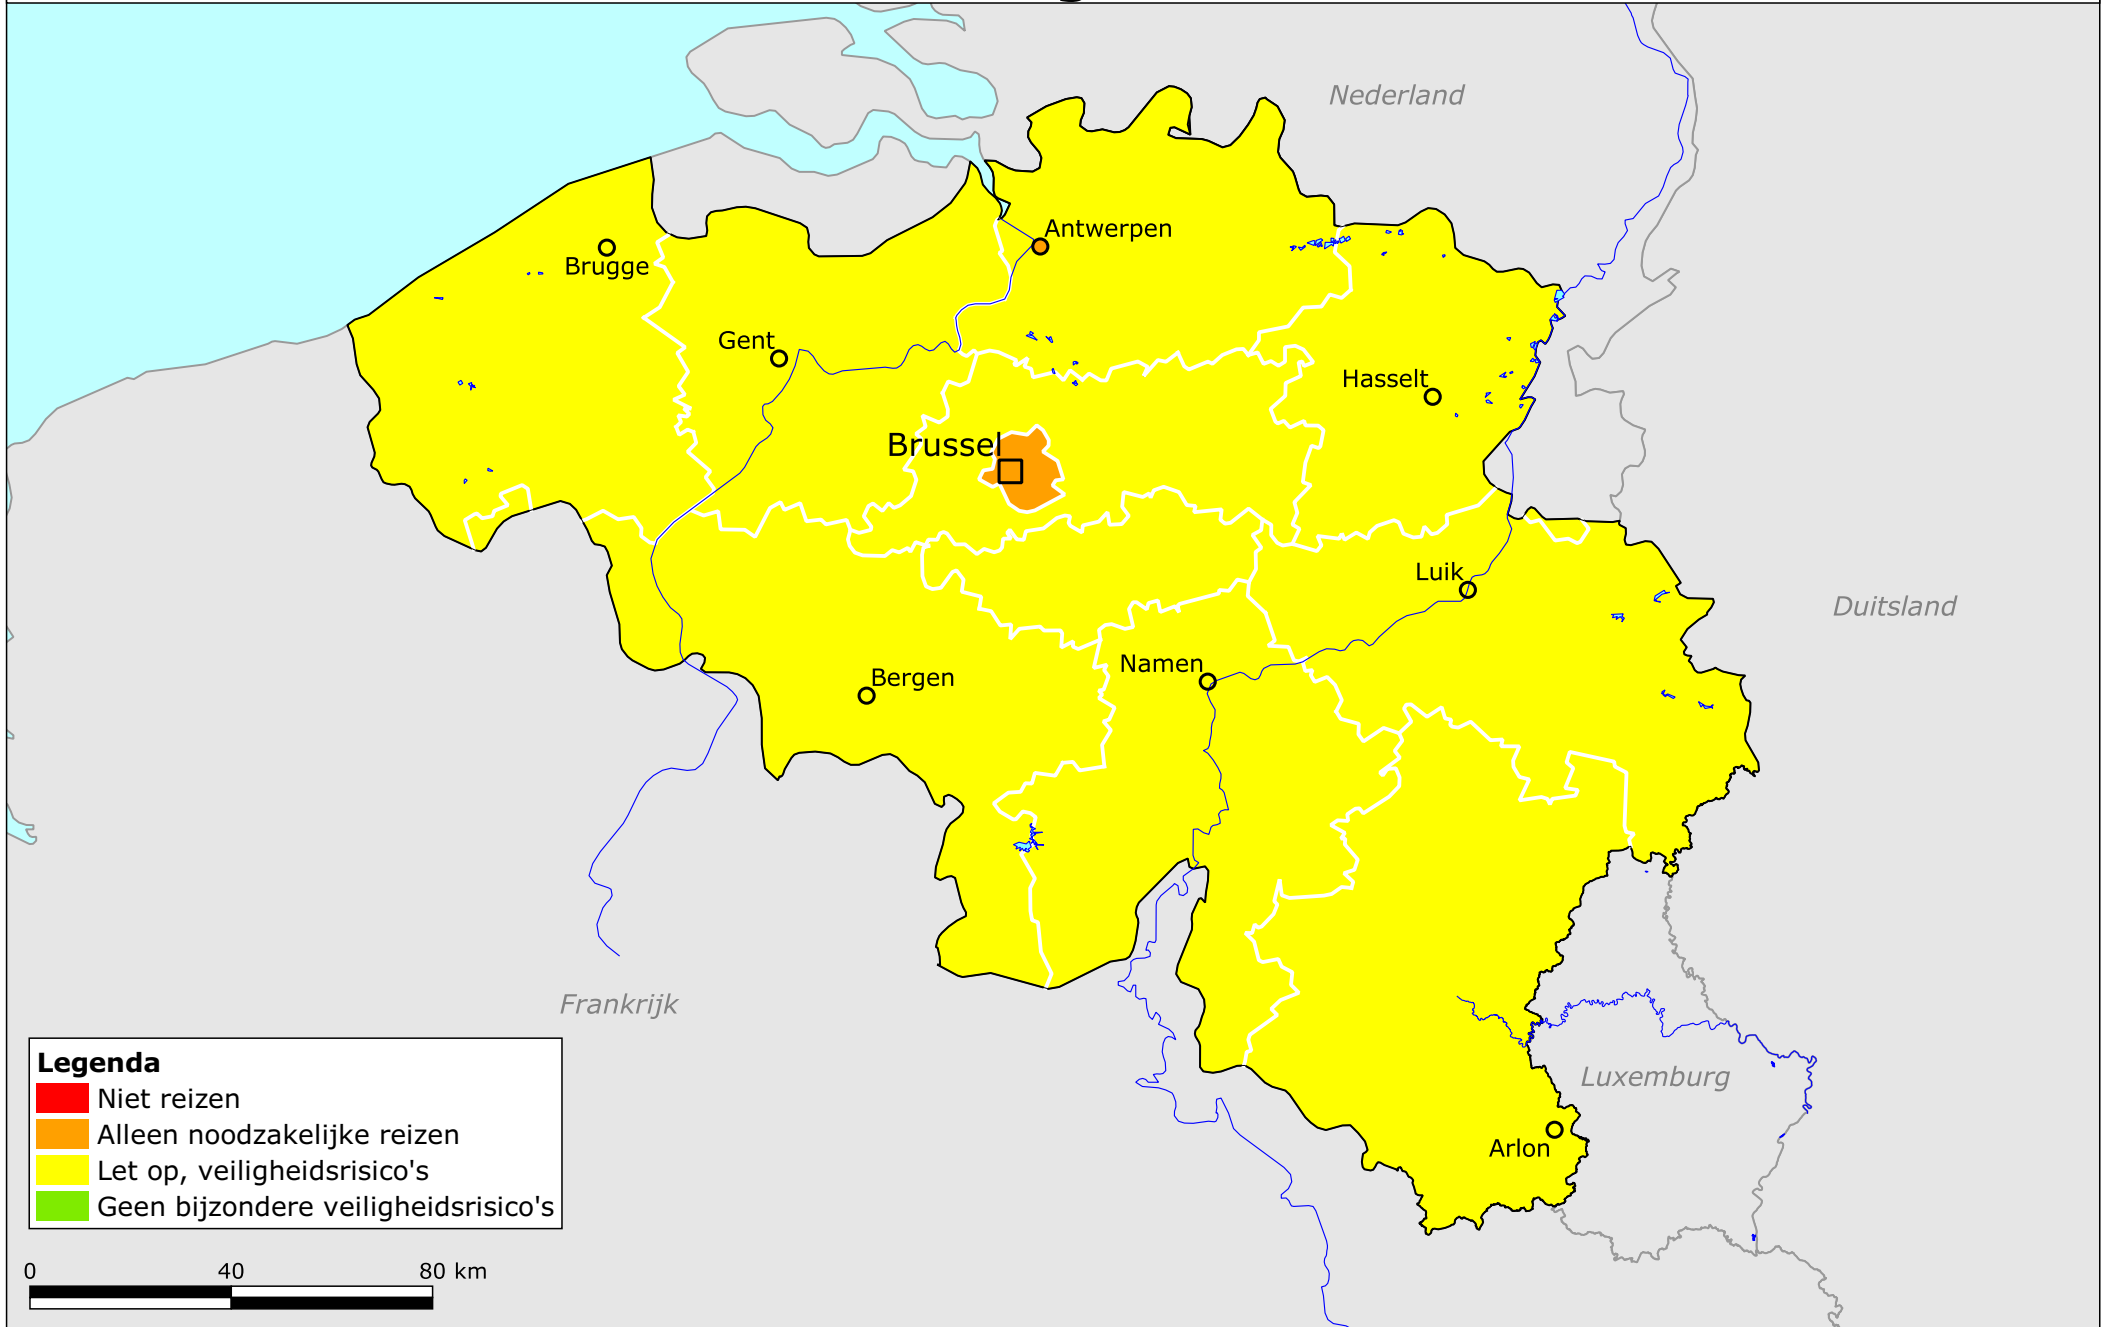 Nederland
Antwerpen
Brugge
Gent
Hasselt
Brussel
Luik
Duitsland
Namen
Bergen
Frankrijk
Luxemburg
Arlon
Legenda
Niet reizen
Alleen noodzakelijke reizen
Let op, veiligheidsrisico's
Geen bijzondere veiligheidsrisico's
0 40 80 km